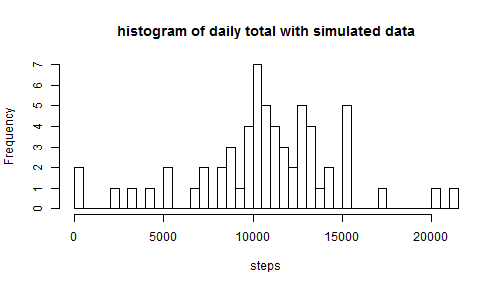 histogram of daily total with simulated data
Frequency
7
6
5
4
3
2
1
0
0 5000 10000 15000 20000
steps